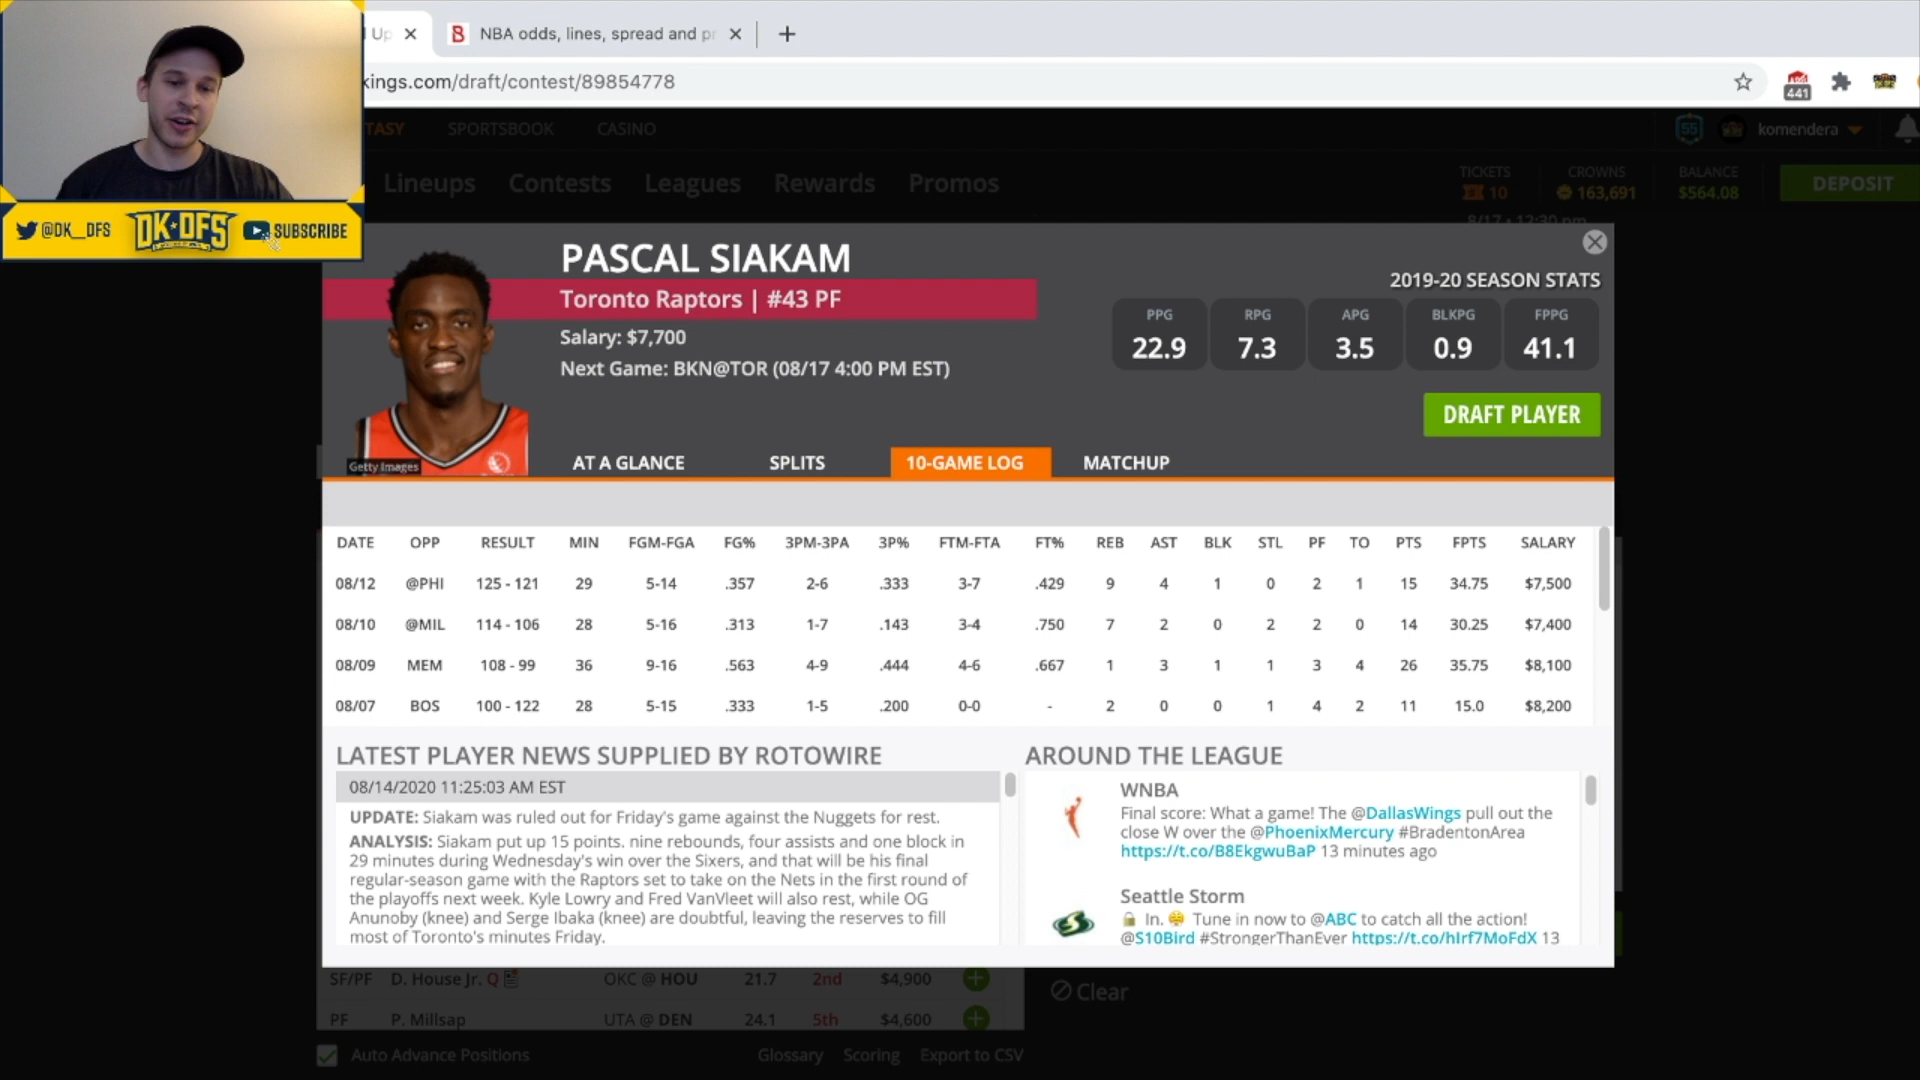 Up
NBA odds, lines, spread and pr
kings.com/draft/contest/89854778
441
TASY
SPORTSBOOK
CASINO
55
komendera
Lineups
Contests
Leagues
Rewards
Promos
TICKETS
10
CROWNS
163,691
BALANCE
$564.08
DEPOSIT
8/17 • 12:30 pm
@DK__DFS
DK★DFS
SUBSCRIBE
PASCAL SIAKAM
Toronto Raptors | #43 PF
Salary: $7,700
Next Game: BKN@TOR (08/17 4:00 PM EST)
Getty Images
2019-20 SEASON STATS
PPG RPG APG BLKPG FPPG
22.9 7.3 3.5 0.9 41.1
DRAFT PLAYER
AT A GLANCE
SPLITS
10-GAME LOG
MATCHUP
DATE OPP RESULT MIN FGM-FGA FG% 3PM-3PA 3P% FTM-FTA FT% REB AST BLK STL PF TO PTS FPTS SALARY
08/12 @PHI 125 - 121 29 5-14 .357 2-6 .333 3-7 .429 9 4 1 0 2 1 15 34.75 $7,500
08/10 @MIL 114 - 106 28 5-16 .313 1-7 .143 3-4 .750 7 2 0 2 2 0 14 30.25 $7,400
08/09 MEM 108 - 99 36 9-16 .563 4-9 .444 4-6 .667 1 3 1 1 3 4 26 35.75 $8,100
08/07 BOS 100 - 122 28 5-15 .333 1-5 .200 0-0 - 2 0 0 1 4 2 11 15.0 $8,200
LATEST PLAYER NEWS SUPPLIED BY ROTOWIRE
08/14/2020 11:25:03 AM EST
UPDATE: Siakam was ruled out for Friday's game against the Nuggets for rest.
ANALYSIS: Siakam put up 15 points. nine rebounds, four assists and one block in
29 minutes during Wednesday's win over the Sixers, and that will be his final
regular-season game with the Raptors set to take on the Nets in the first round of
the playoffs next week. Kyle Lowry and Fred VanVleet will also rest, while OG
Anunoby (knee) and Serge Ibaka (knee) are doubtful, leaving the reserves to fill
most of Toronto's minutes Friday.
AROUND THE LEAGUE
WNBA
Final score: What a game! The @DallasWings pull out the
close W over the @PhoenixMercury #BradentonArea
https://t.co/B8EkgwuBaP 13 minutes ago
Seattle Storm
🔒 In. 😤 Tune in now to @ABC to catch all the action!
@S10Bird #StrongerThanEver https://t.co/hIrf7MoFdX 13
SF/PF D. House Jr. Q OKC @ HOU 21.7 2nd $4,900
PF P. Millsap UTA @ DEN 24.1 5th $4,600
Clear
Auto Advance Positions
Glossary
Scoring
Export to CSV